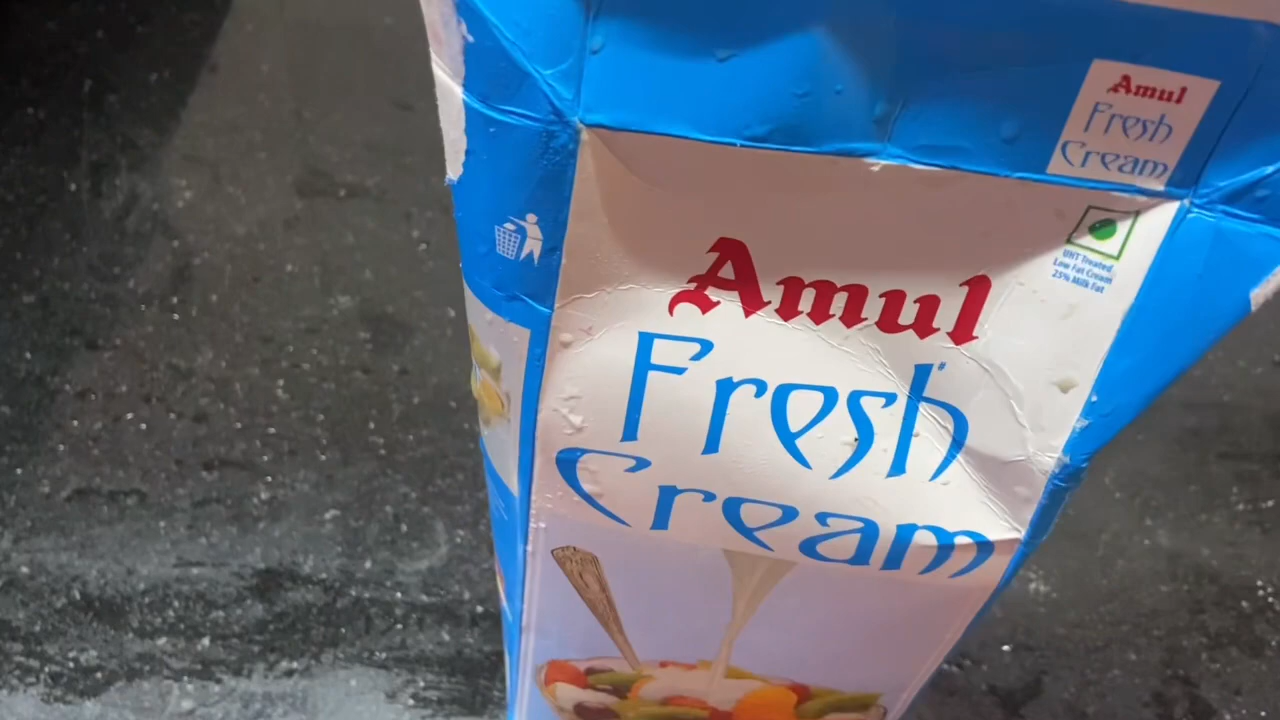 Amul
Fresh
Cream
Amul
Fresh#
Cream
UHT Treated
Low Fat Cream
25% Milk Fat